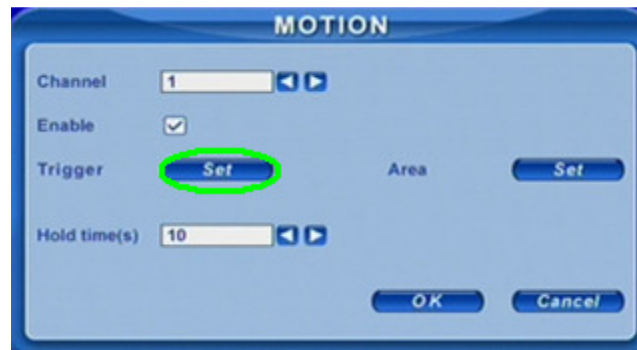 MOTION
Channel 1
Enable
Trigger Set Area Set
Hold time(s) 10
OK Cancel